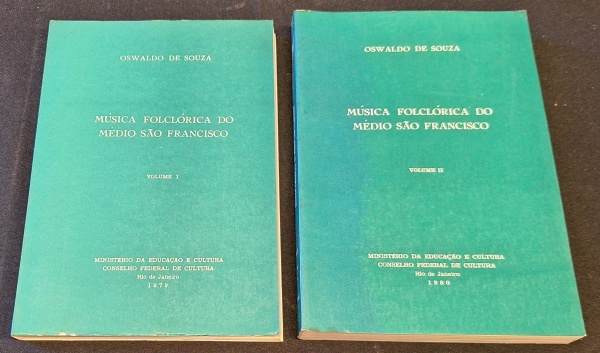 OSWALDO DE SOUZA
MÚSICA FOLCLÓRICA DO
MÉDIO SÃO FRANCISCO
VOLUME I
MINISTÉRIO DA EDUCAÇÃO E CULTURA
CONSELHO FEDERAL DE CULTURA
Rio de Janeiro
1979
OSWALDO DE SOUZA
MÚSICA FOLCLÓRICA DO
MÉDIO SÃO FRANCISCO
VOLUME II
MINISTÉRIO DA EDUCAÇÃO E CULTURA
CONSELHO FEDERAL DE CULTURA
Rio de Janeiro
1980